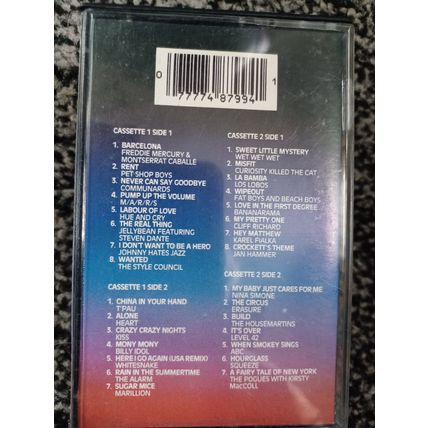 0 77774 87994 1
CASSETTE 1 SIDE 1
1. BARCELONA
FREDDIE MERCURY &
MONTSERRAT CABALLÉ
2. RENT
PET SHOP BOYS
3. NEVER CAN SAY GOODBYE
COMMUNARDS
4. PUMP UP THE VOLUME
M/A/R/R/S
5. LABOUR OF LOVE
HUE AND CRY
6. THE REAL THING
JELLYBEAN FEATURING
STEVEN DANTE
7. I DON'T WANT TO BE A HERO
JOHNNY HATES JAZZ
8. WANTED
THE STYLE COUNCIL
CASSETTE 1 SIDE 2
1. CHINA IN YOUR HAND
T'PAU
2. ALONE
HEART
3. CRAZY CRAZY NIGHTS
KISS
4. MONY MONY
BILLY IDOL
5. HERE I GO AGAIN (USA REMIX)
WHITESNAKE
6. RAIN IN THE SUMMERTIME
THE ALARM
7. SUGAR MICE
MARILLION
CASSETTE 2 SIDE 1
1. SWEET LITTLE MYSTERY
WET WET WET
2. MISFIT
CURIOSITY KILLED THE CAT
3. LA BAMBA
LOS LOBOS
4. WIPEOUT
FAT BOYS AND BEACH BOYS
5. LOVE IN THE FIRST DEGREE
BANANARAMA
6. MY PRETTY ONE
CLIFF RICHARD
7. HEY MATTHEW
KAREL FIALKA
8. CROCKETT'S THEME
JAN HAMMER
CASSETTE 2 SIDE 2
1. MY BABY JUST CARES FOR ME
NINA SIMONE
2. THE CIRCUS
ERASURE
3. BUILD
THE HOUSEMARTINS
4. IT'S OVER
LEVEL 42
5. WHEN SMOKEY SINGS
ABC
6. HOURGLASS
SQUEEZE
7. A FAIRY TALE OF NEW YORK
THE POGUES WITH KIRSTY
MacCOLL